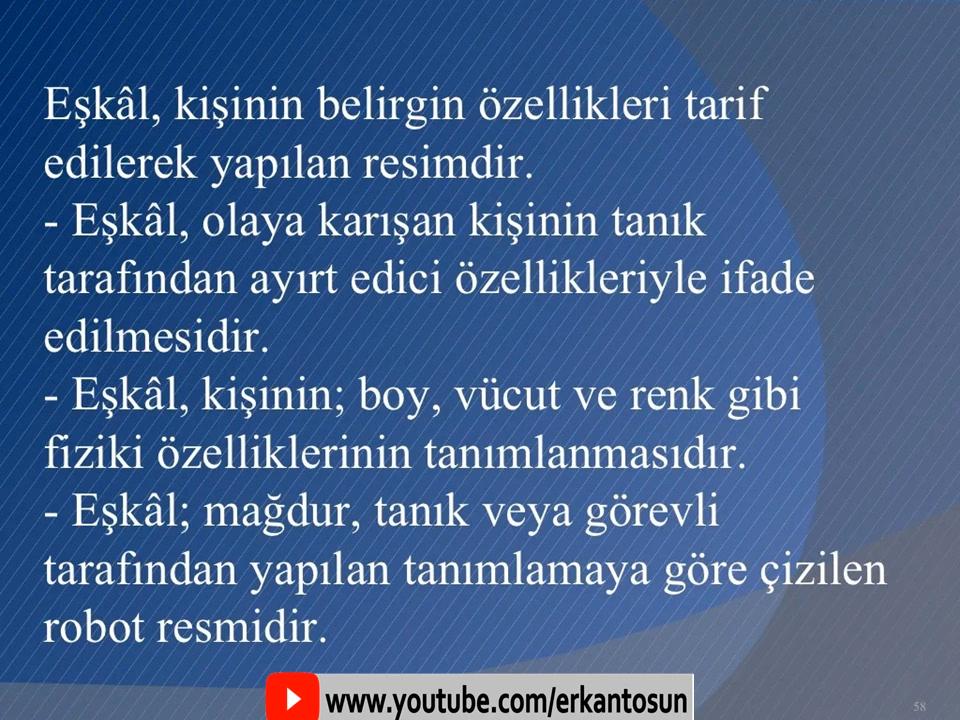 Eşkâl, kişinin belirgin özellikleri tarif
edilerek yapılan resimdir.
- Eşkâl, olaya karışan kişinin tanık
tarafından ayırt edici özellikleriyle ifade
edilmesidir.
- Eşkâl, kişinin; boy, vücut ve renk gibi
fiziki özelliklerinin tanımlanmasıdır.
- Eşkâl; mağdur, tanık veya görevli
tarafından yapılan tanımlamaya göre çizilen
robot resmidir.
www.youtube.com/erkantosun
58